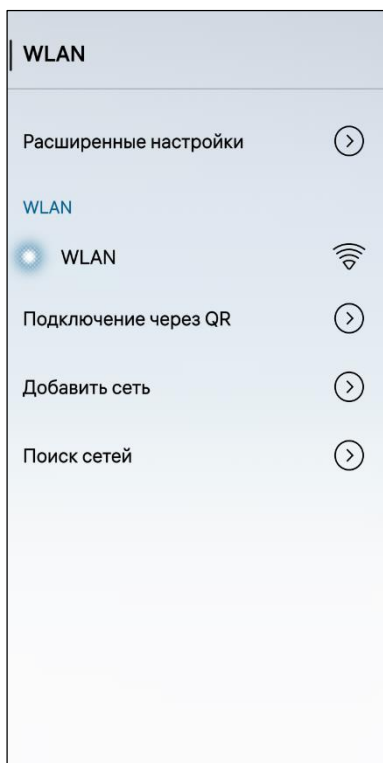 WLAN
Расширенные настройки
WLAN
WLAN
Подключение через QR
Добавить сеть
Поиск сетей